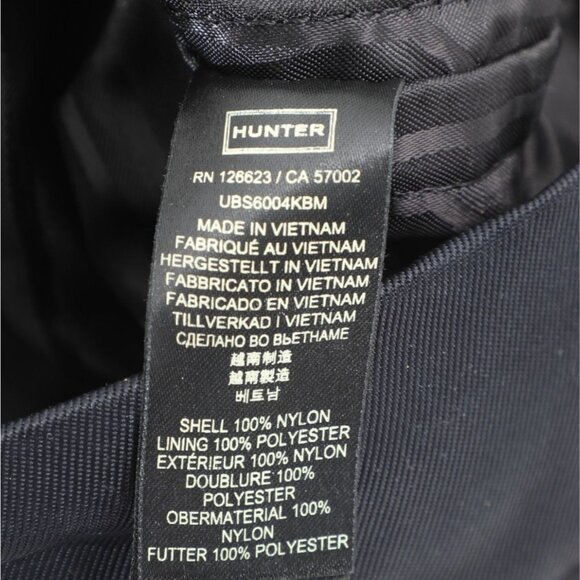 HUNTER
RN 126623 / CA 57002
UBS6004KBM
MADE IN VIETNAM
FABRIQUÉ AU VIETNAM
HERGESTELLT IN VIETNAM
FABBRICATO IN VIETNAM
FABRICADO EN VIETNAM
TILLVERKAD I VIETNAM
СДЕЛАНО ВО ВЬЕТНАМЕ
越南制造
越南製造
베트남
SHELL 100% NYLON
LINING 100% POLYESTER
EXTÉRIEUR 100% NYLON
DOUBLURE 100%
POLYESTER
OBERMATERIAL 100%
NYLON
FUTTER 100% POLYESTER